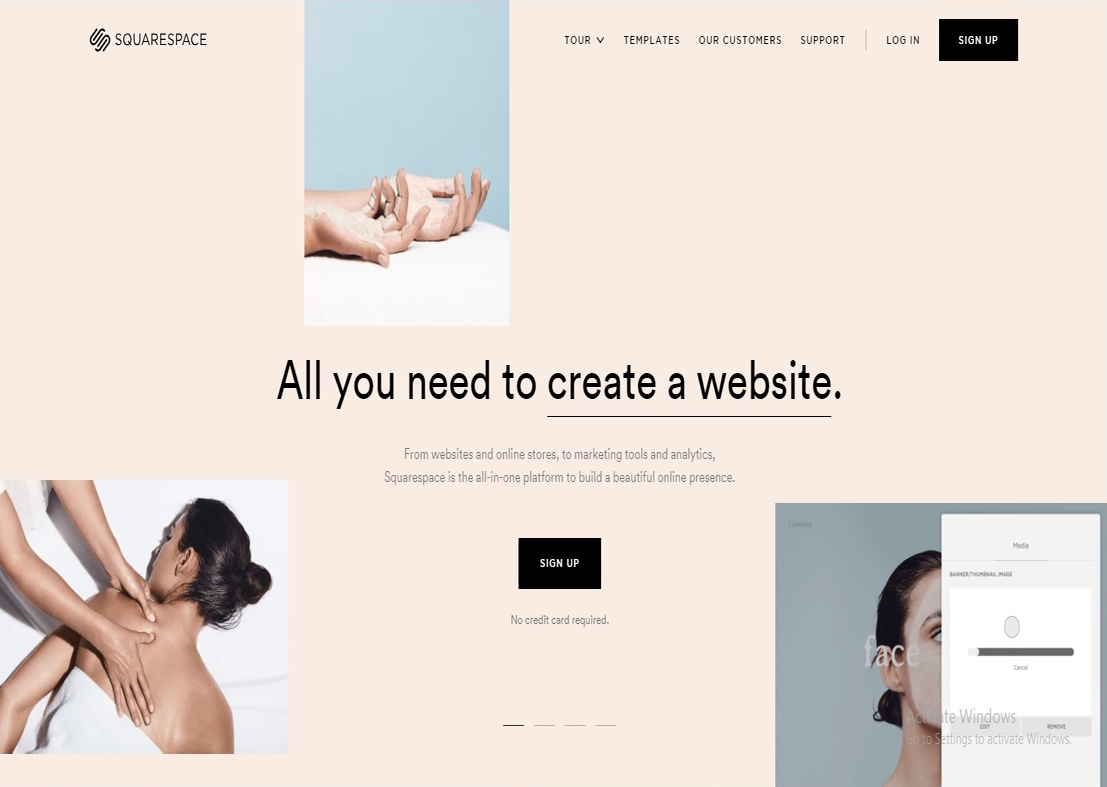 SQUARESPACE
TOUR
TEMPLATES
OUR CUSTOMERS
SUPPORT
LOG IN
SIGN UP
All you need to create a website.
From websites and online stores, to marketing tools and analytics,
Squarespace is the all-in-one platform to build a beautiful online presence.
SIGN UP
No credit card required.
Media
BANNER/THUMBNAIL IMAGE
face
Cancel
EDIT
REMOVE
Activate Windows
Go to Settings to activate Windows.